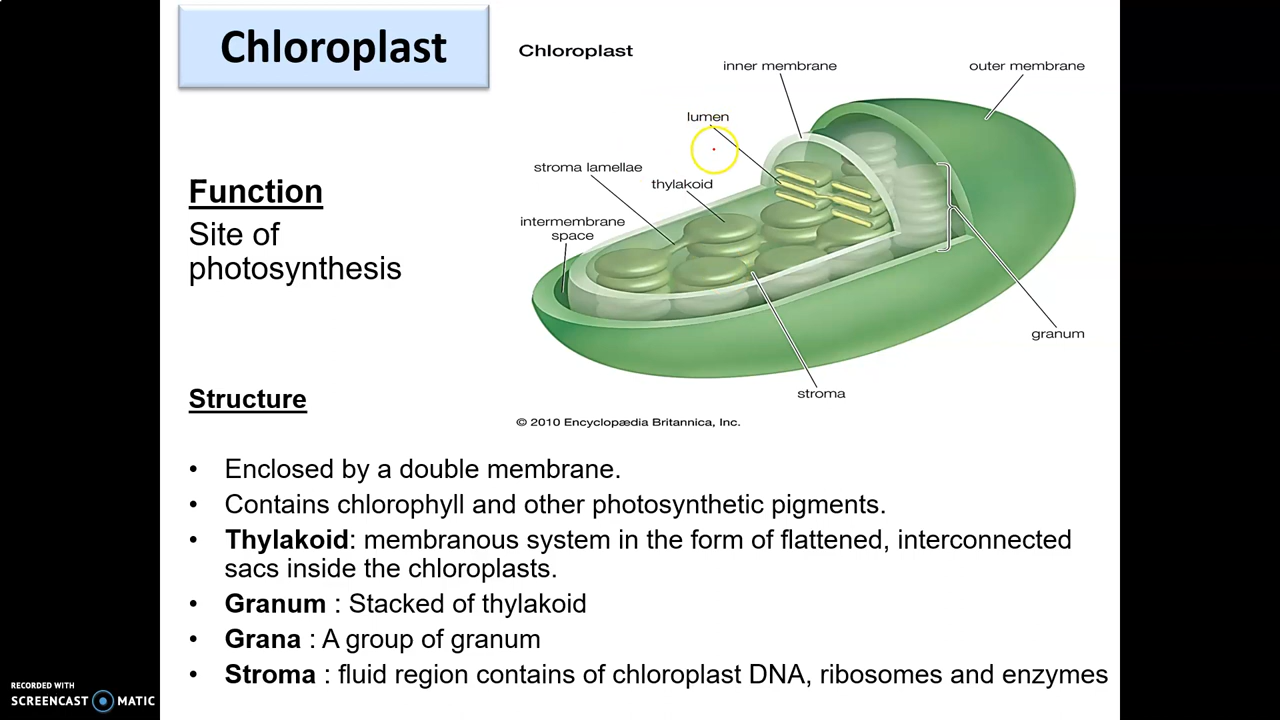 Chloroplast
Function
Site of
photosynthesis
Chloroplast
inner membrane
outer membrane
lumen
stroma lamellae
thylakoid
intermembrane
space
granum
stroma
© 2010 Encyclopædia Britannica, Inc.
Structure
• Enclosed by a double membrane.
• Contains chlorophyll and other photosynthetic pigments.
• Thylakoid: membranous system in the form of flattened, interconnected
sacs inside the chloroplasts.
• Granum : Stacked of thylakoid
• Grana : A group of granum
• Stroma : fluid region contains of chloroplast DNA, ribosomes and enzymes
RECORDED WITH
SCREENCAST MATIC